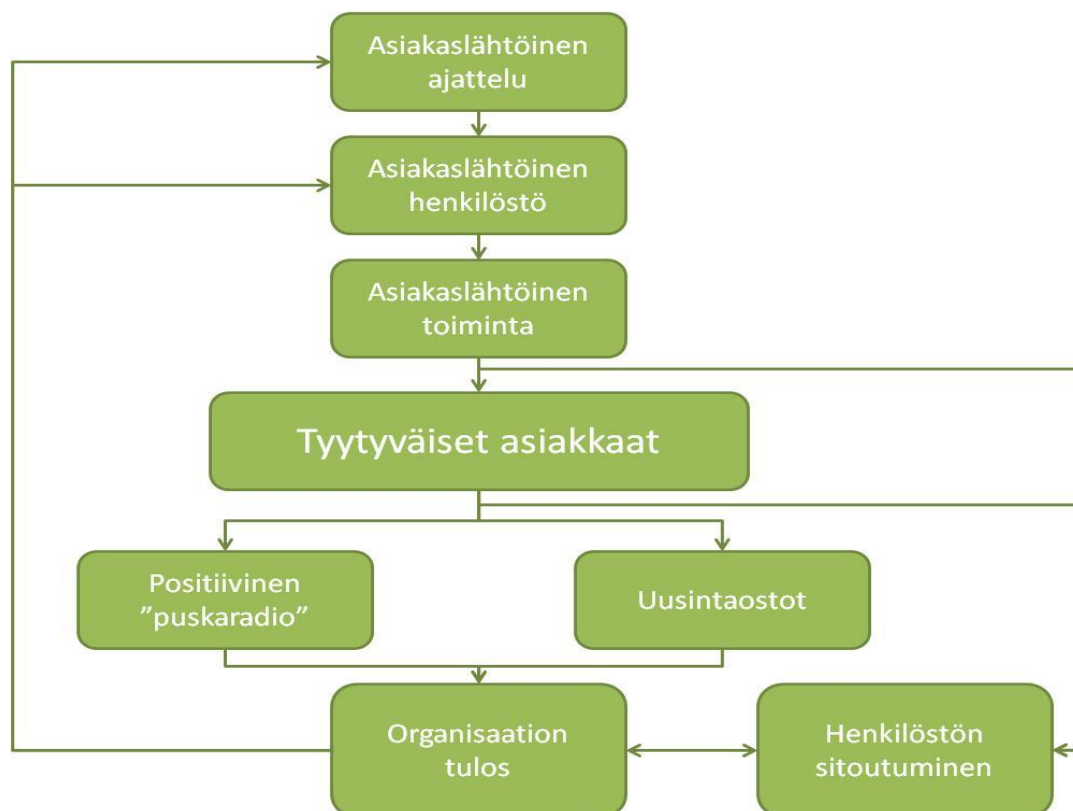 Asiakaslähtöinen
ajattelu
Asiakaslähtöinen
henkilöstö
Asiakaslähtöinen
toiminta
Tyytyväiset asiakkaat
Positiivinen
”puskaradio”
Uusintaostot
Organisaation
tulos
Henkilöstön
sitoutuminen